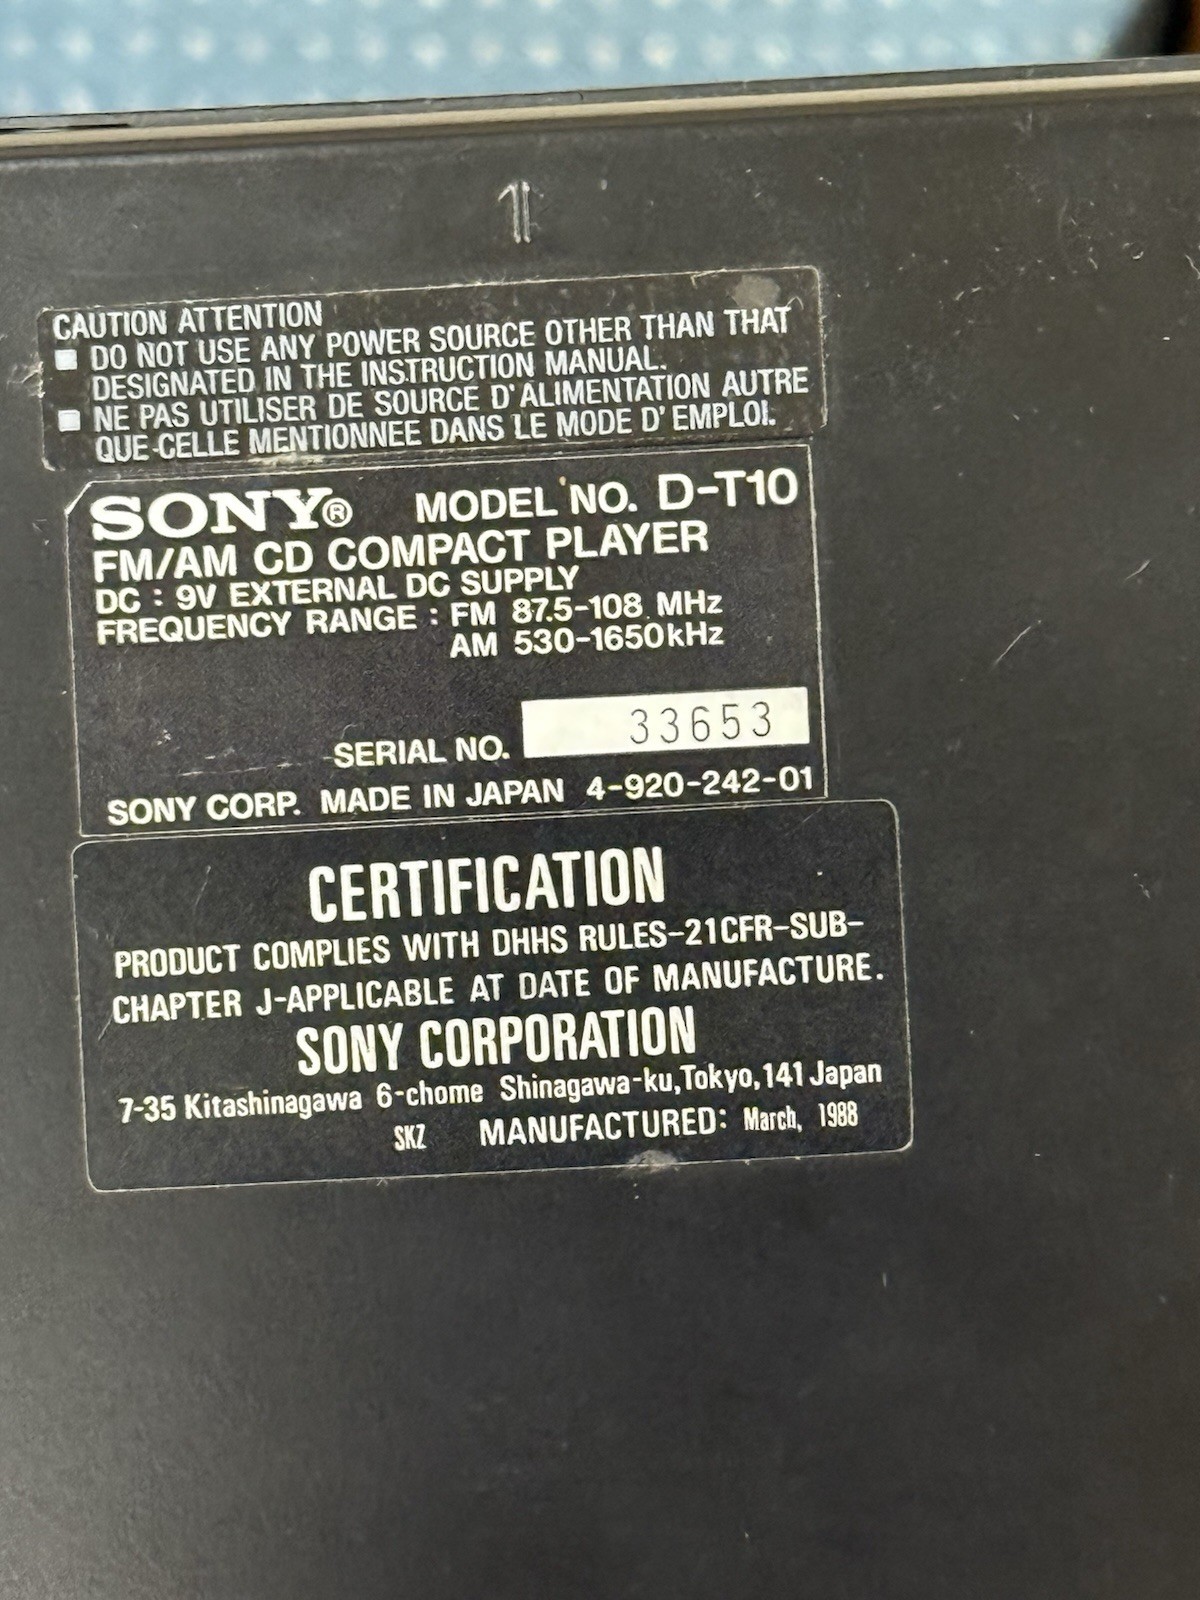 CAUTION ATTENTION
DO NOT USE ANY POWER SOURCE OTHER THAN THAT
DESIGNATED IN THE INSTRUCTION MANUAL.
NE PAS UTILISER DE SOURCE D'ALIMENTATION AUTRE
QUE CELLE MENTIONNEE DANS LE MODE D'EMPLOI.
SONY® MODEL NO. D-T10
FM/AM CD COMPACT PLAYER
DC : 9V EXTERNAL DC SUPPLY
FREQUENCY RANGE : FM 87.5-108 MHz
AM 530-1650kHz
SERIAL NO. 33653
SONY CORP. MADE IN JAPAN 4-920-242-01
CERTIFICATION
PRODUCT COMPLIES WITH DHHS RULES-21CFR-SUB-
CHAPTER J-APPLICABLE AT DATE OF MANUFACTURE.
SONY CORPORATION
7-35 Kitashinagawa 6-chome Shinagawa-ku,Tokyo,141 Japan
SKZ MANUFACTURED: March, 1988